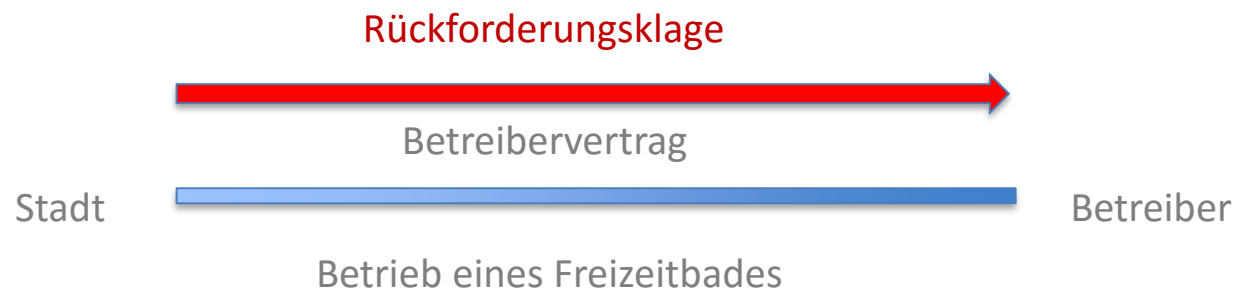 Rückforderungsklage
Betreibervertrag
Stadt
Betreiber
Betrieb eines Freizeitbades